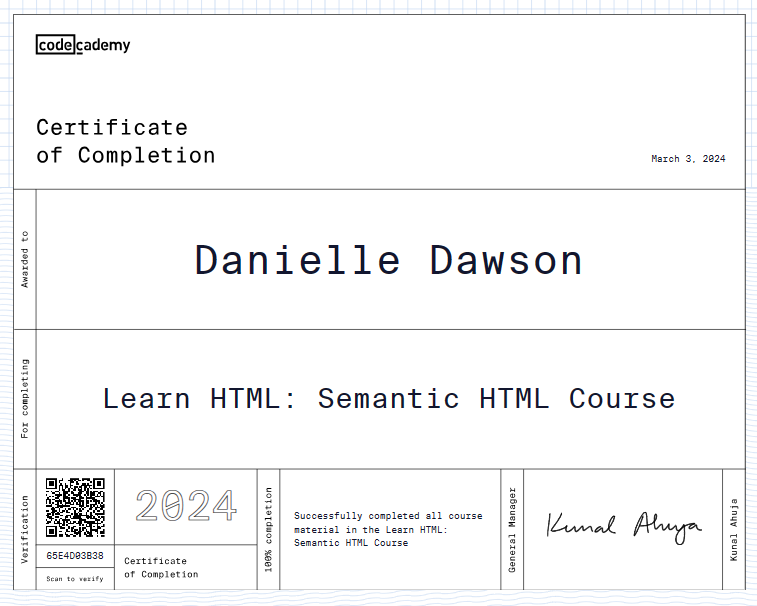 codecademy
Certificate
of Completion
March 3, 2024
Awarded to
Danielle Dawson
For completing
Learn HTML: Semantic HTML Course
Verification
65E4D03B38
Scan to verify
2024
Certificate
of Completion
100% completion
Successfully completed all course
material in the Learn HTML:
Semantic HTML Course
General Manager
Kunal Ahuja
Kunal Ahuja